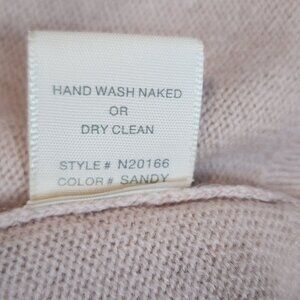 HAND WASH NAKED
OR
DRY CLEAN
STYLE # N20166
COLOR # SANDY